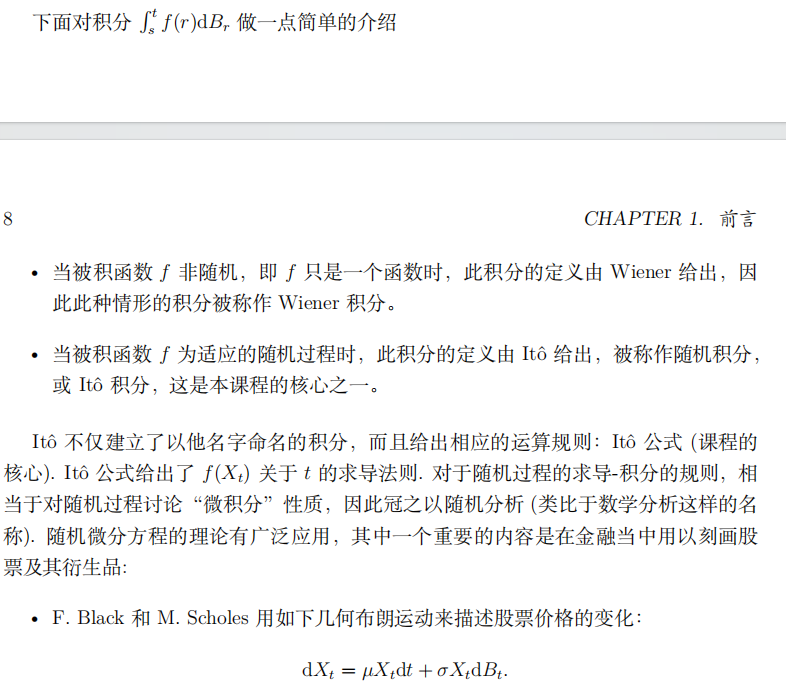 下面对积分 ∫_s^t f(r)dB_r 做一点简单的介绍
8 CHAPTER 1. 前言
• 当被积函数 f 非随机，即 f 只是一个函数时，此积分的定义由 Wiener 给出，因
此此种情形的积分被称作 Wiener 积分。
• 当被积函数 f 为适应的随机过程时，此积分的定义由 Itô 给出，被称作随机积分，
或 Itô 积分，这是本课程的核心之一。
Itô 不仅建立了以他名字命名的积分，而且给出相应的运算规则：Itô 公式 (课程的
核心). Itô 公式给出了 f(X_t) 关于 t 的求导法则. 对于随机过程的求导-积分的规则，相
当于对随机过程讨论“微积分”性质，因此冠之以随机分析 (类比于数学分析这样的名
称). 随机微分方程的理论有广泛应用，其中一个重要的内容是在金融当中用以刻画股
票及其衍生品:
• F. Black 和 M. Scholes 用如下几何布朗运动来描述股票价格的变化：
dX_t = μX_tdt + σX_tdB_t.